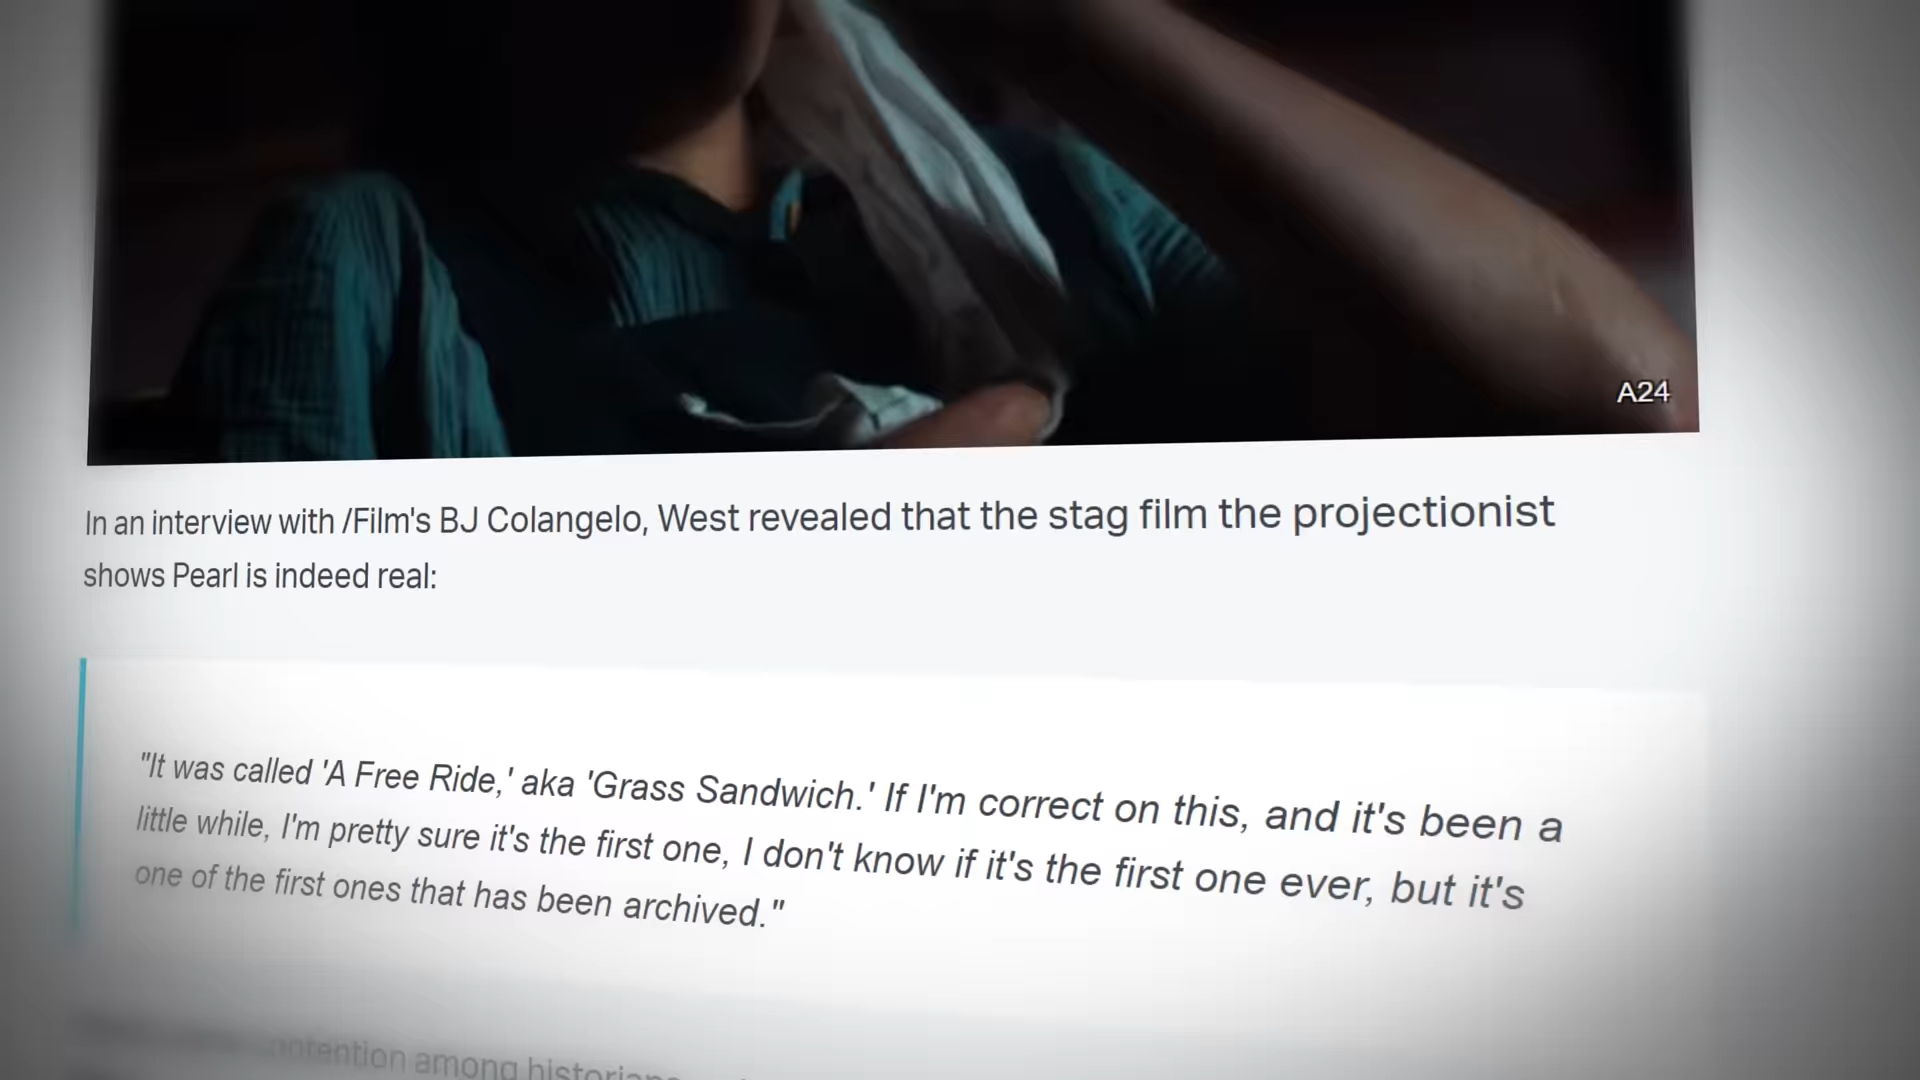 A24
In an interview with /Film's BJ Colangelo, West revealed that the stag film the projectionist
shows Pearl is indeed real:
"It was called 'A Free Ride,' aka 'Grass Sandwich.' If I'm correct on this, and it's been a
little while, I'm pretty sure it's the first one, I don't know if it's the first one ever, but it's
one of the first ones that has been archived."
among